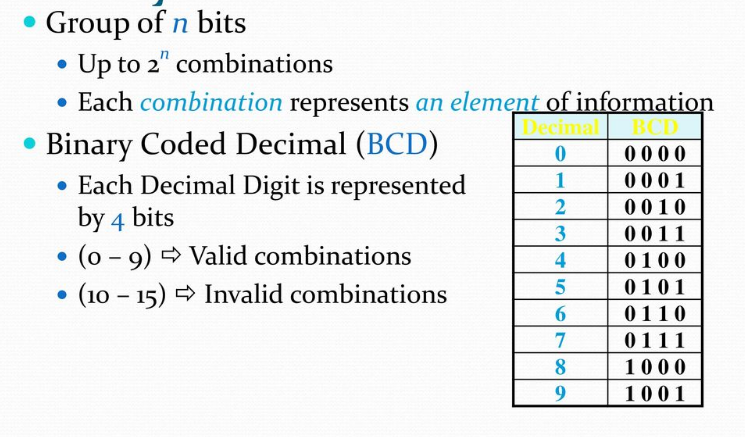 Group of n bits
Up to 2^n combinations
Each combination represents an element of information
Binary Coded Decimal (BCD)
Each Decimal Digit is represented
by 4 bits
(0 – 9) ⇨ Valid combinations
(10 – 15) ⇨ Invalid combinations
Decimal BCD
0 0 0 0 0
1 0 0 0 1
2 0 0 1 0
3 0 0 1 1
4 0 1 0 0
5 0 1 0 1
6 0 1 1 0
7 0 1 1 1
8 1 0 0 0
9 1 0 0 1